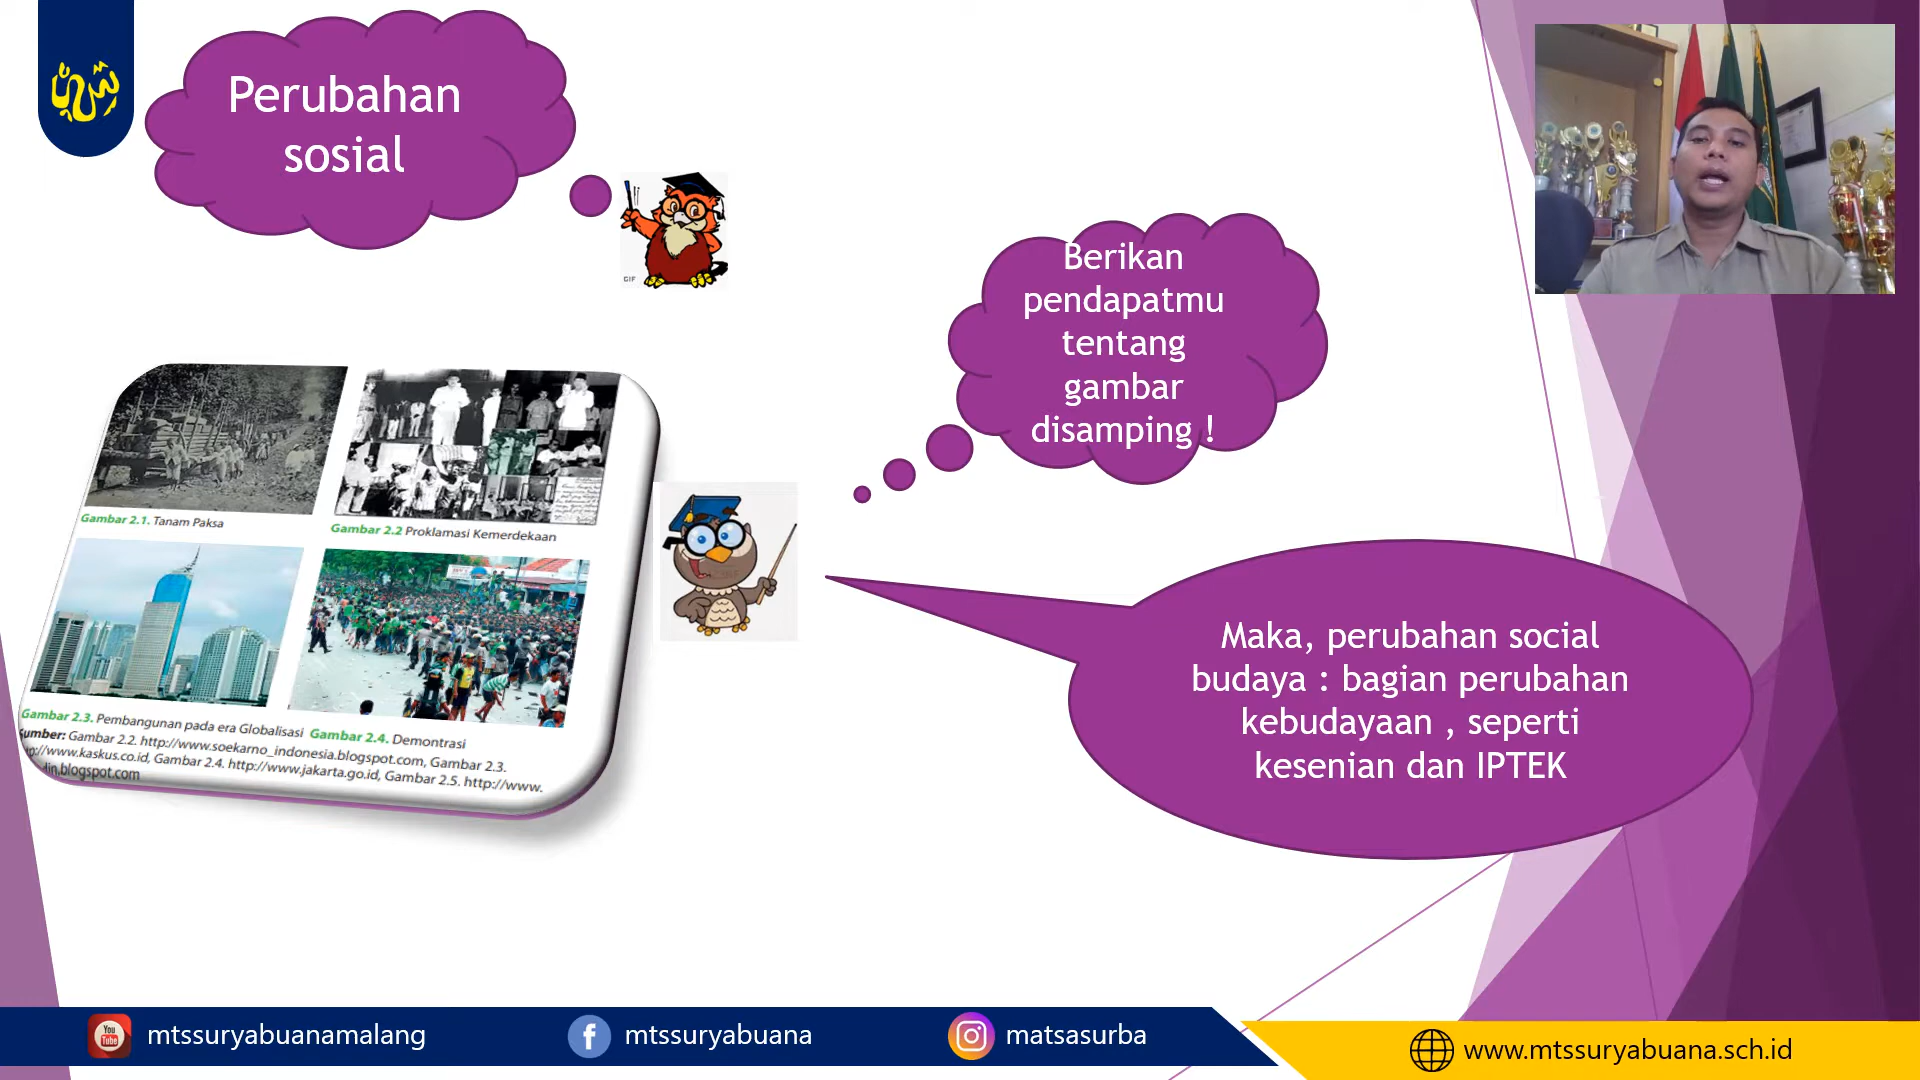 Perubahan
sosial
GIF
Berikan
pendapatmu
tentang
gambar
disamping !
Gambar 2.1. Tanam Paksa
Gambar 2.2 Proklamasi Kemerdekaan
Gambar 2.3. Pembangunan pada era Globalisasi
Gambar 2.4. Demontrasi
Sumber: Gambar 2.2. http://www.soekarno_indonesia.blogspot.com, Gambar 2.3.
http://www.kaskus.co.id, Gambar 2.4. http://www.jakarta.go.id, Gambar 2.5. http://www.
din.blogspot.com
Maka, perubahan social
budaya : bagian perubahan
kebudayaan , seperti
kesenian dan IPTEK
You
Tube
mtssuryabuanamalang
mtssuryabuana
matsasurba
www.mtssuryabuana.sch.id